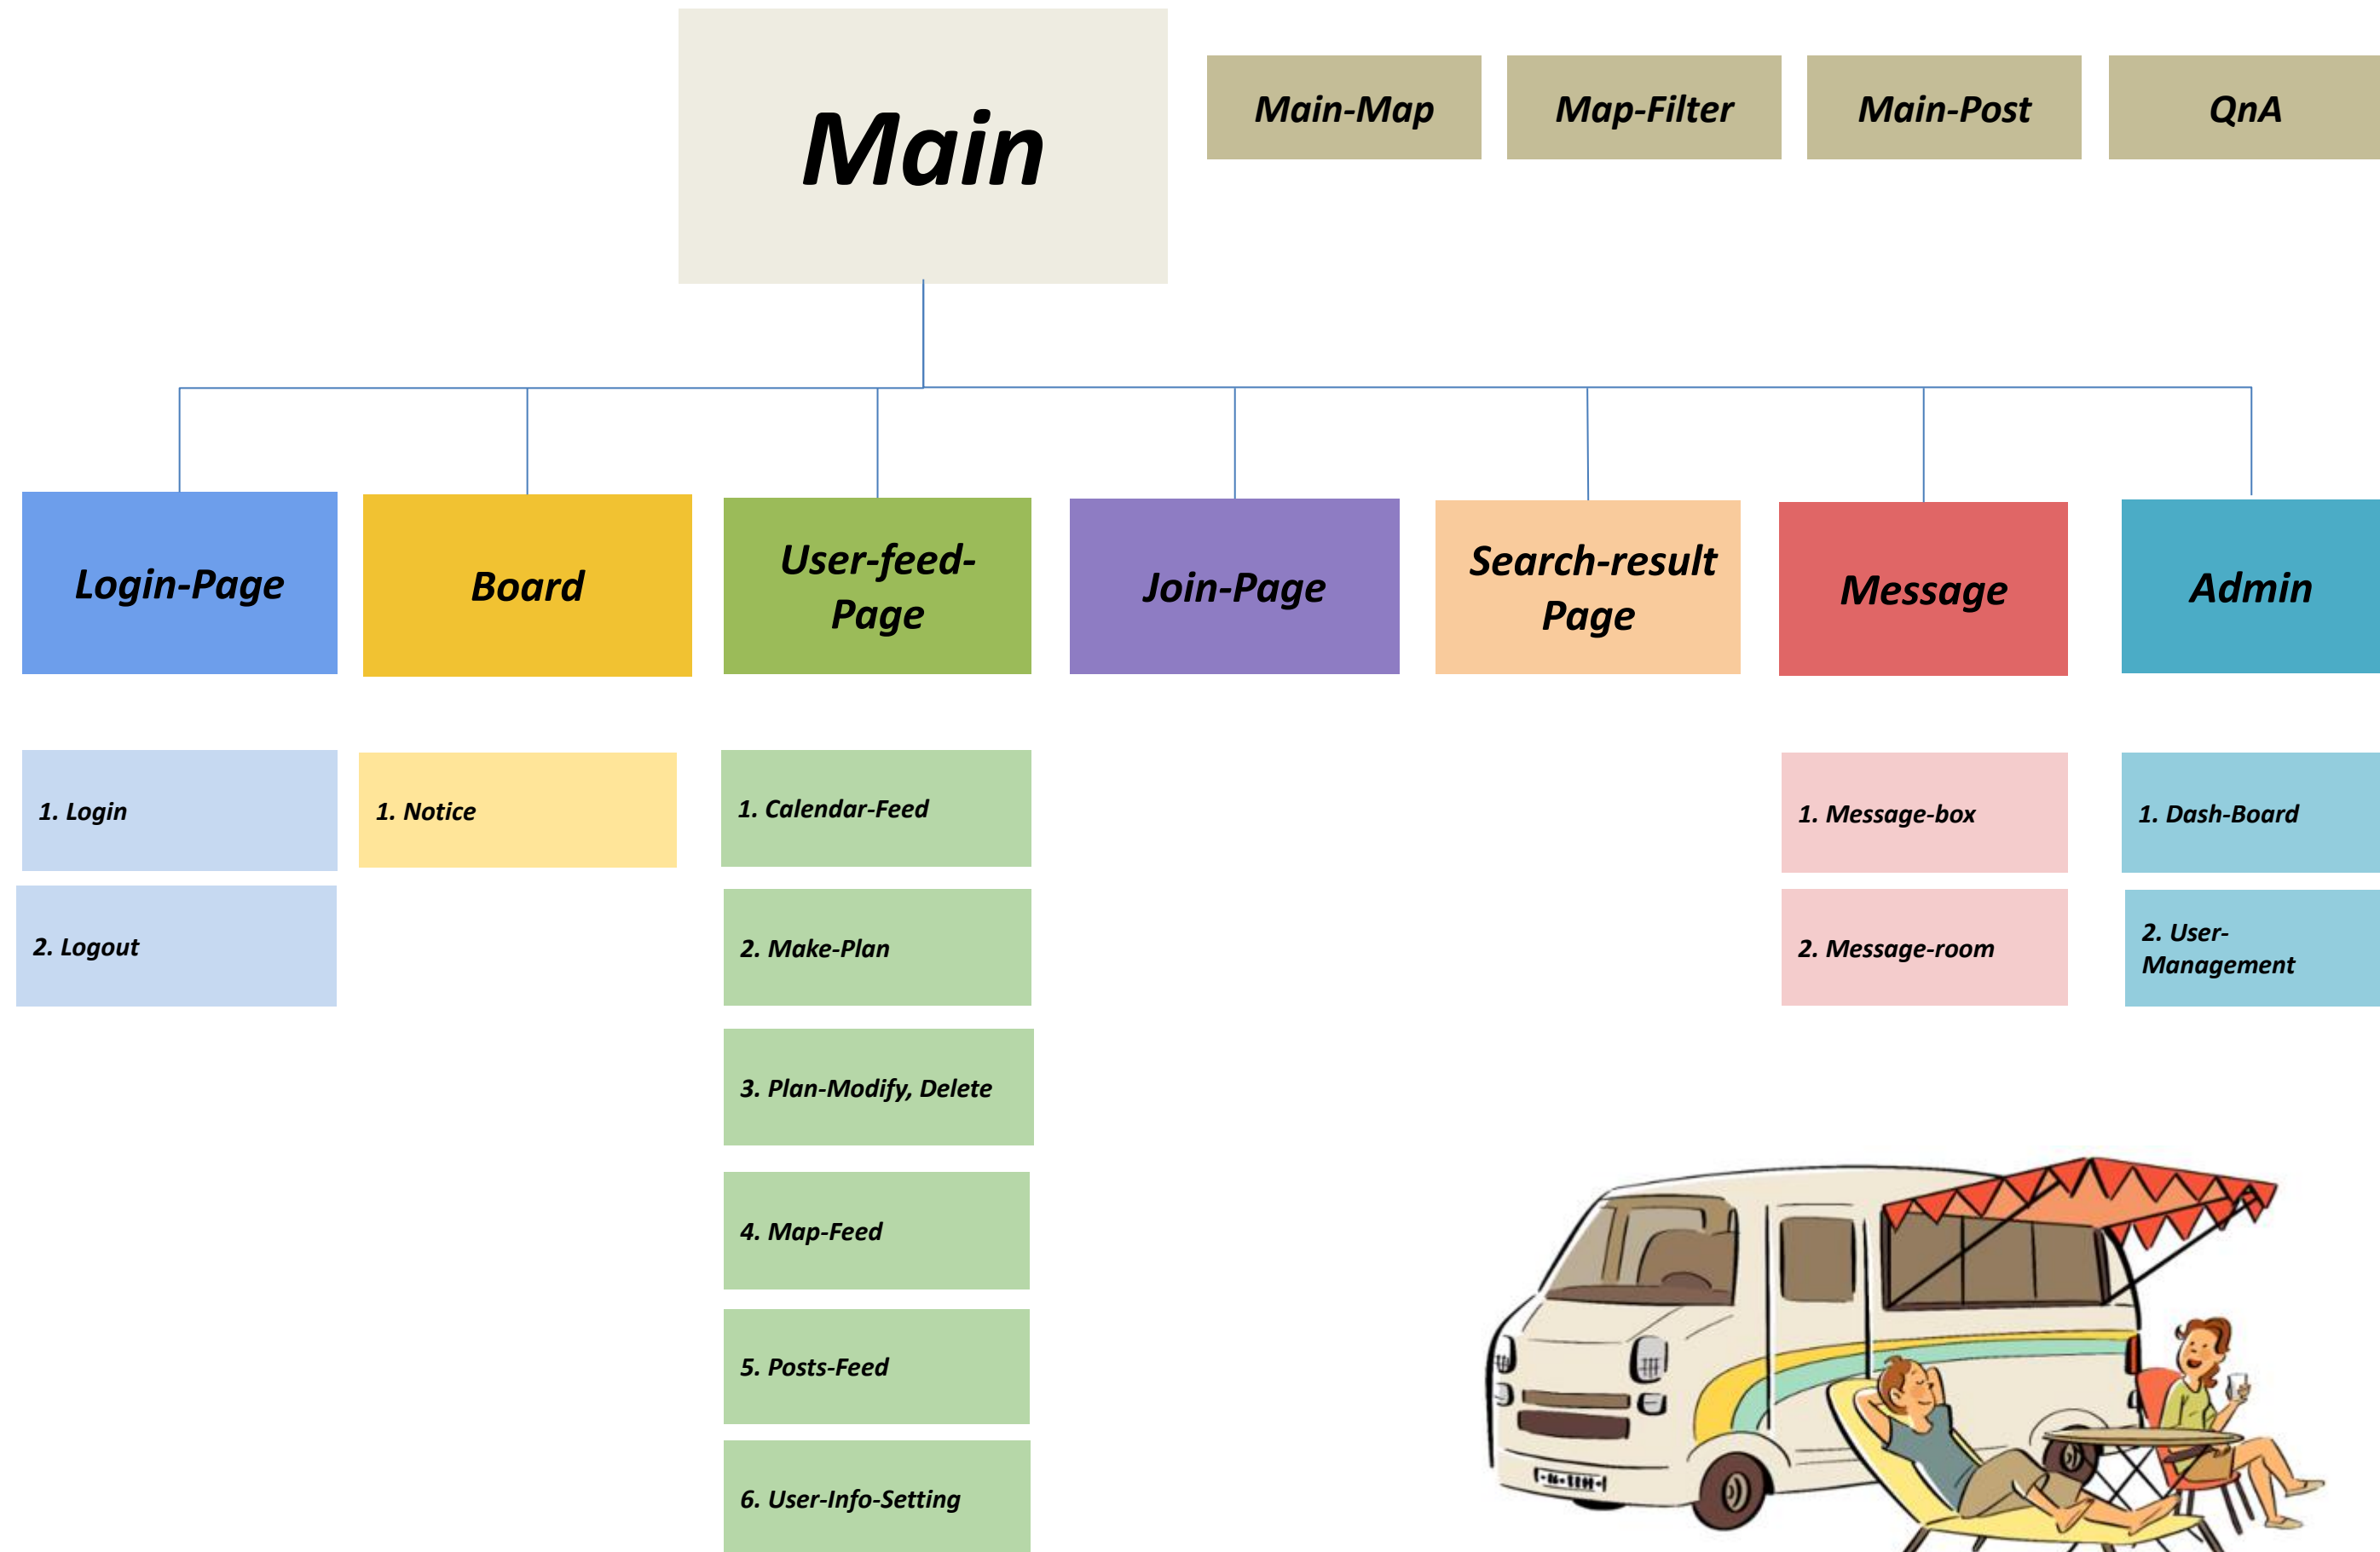 Main
Main-Map
Map-Filter
Main-Post
QnA
Login-Page
Board
User-feed-
Page
Join-Page
Search-result
Page
Message
Admin
1. Login
2. Logout
1. Notice
1. Calendar-Feed
2. Make-Plan
3. Plan-Modify, Delete
4. Map-Feed
5. Posts-Feed
6. User-Info-Setting
1. Message-box
2. Message-room
1. Dash-Board
2. User-
Management